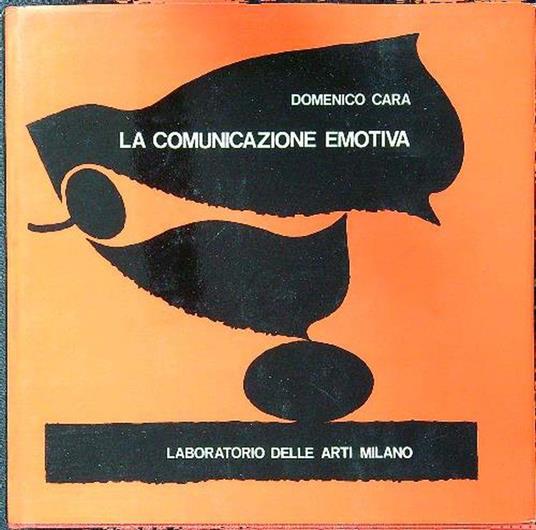 DOMENICO CARA
LA COMUNICAZIONE EMOTIVA
LABORATORIO DELLE ARTI MILANO